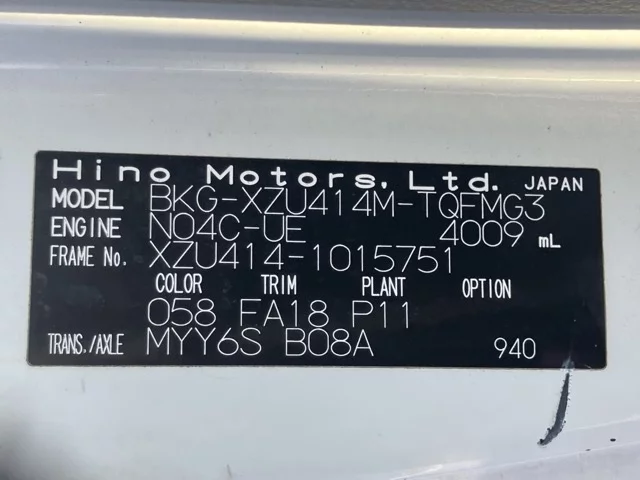 Hino Motors, Ltd. JAPAN
MODEL BKG-XZU414M-TQFMG3
ENGINE N04C-UE 4009 mL
FRAME No. XZU414-1015751
COLOR TRIM PLANT OPTION
058 FA18 P11
TRANS./AXLE MYY6S B08A 940